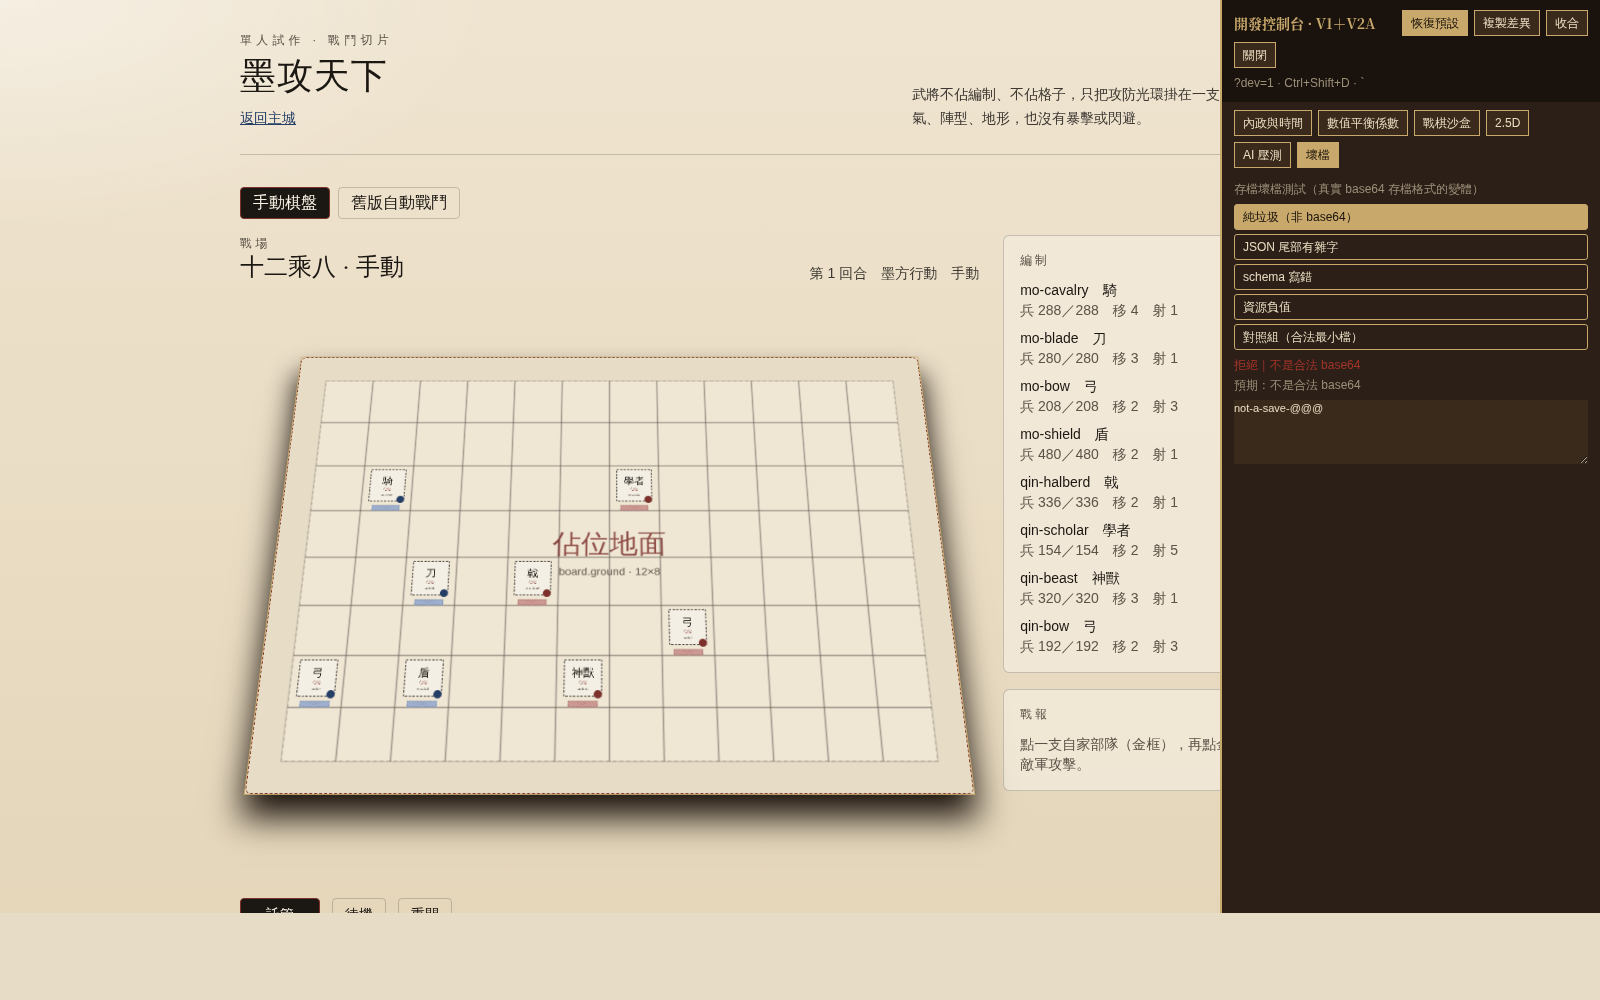 單人試作 · 戰鬥切片
墨攻天下
返回主城
武將不佔編制、不佔格子，只把攻防光環掛在一支
氣、陣型、地形，也沒有暴擊或閃避。
手動棋盤
舊版自動戰鬥
戰場
十二乘八 · 手動
第 1 回合 墨方行動 手動
騎
學者
佔位地面
board.ground · 12×8
刀
戟
弓
弓
盾
神獸
託管
待機
重開
編制
mo-cavalry 騎
兵 288／288 移 4 射 1
mo-blade 刀
兵 280／280 移 3 射 1
mo-bow 弓
兵 208／208 移 2 射 3
mo-shield 盾
兵 480／480 移 2 射 1
qin-halberd 戟
兵 336／336 移 2 射 1
qin-scholar 學者
兵 154／154 移 2 射 5
qin-beast 神獸
兵 320／320 移 3 射 1
qin-bow 弓
兵 192／192 移 2 射 3
戰報
點一支自家部隊（金框），再點
敵軍攻擊。
開發控制台 · V1＋V2A
恢復預設
複製差異
收合
關閉
?dev=1 · Ctrl+Shift+D · `
內政與時間
數值平衡係數
戰棋沙盒
2.5D
AI 壓測
壞檔
存檔壞檔測試（真實 base64 存檔格式的變體）
純垃圾（非 base64）
JSON 尾部有雜字
schema 寫錯
資源負值
對照組（合法最小檔）
拒絕｜不是合法 base64
預期：不是合法 base64
not-a-save-@@@